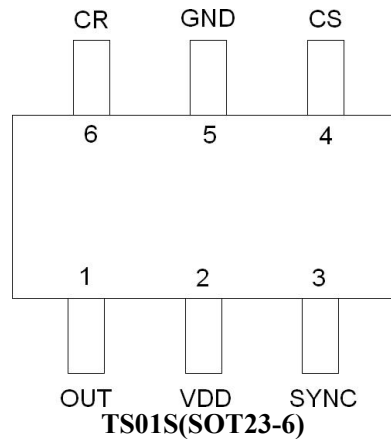 CR GND CS
6 5 4
1 2 3
OUT VDD SYNC
TS01S(SOT23-6)